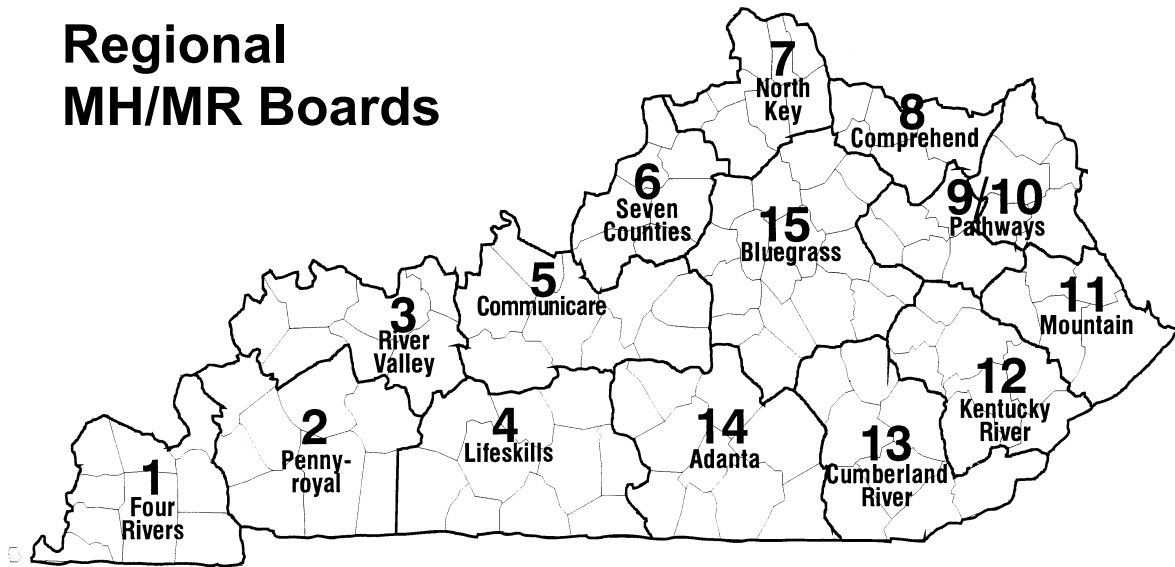 Regional
MH/MR Boards
7
North
Key
8
Comprehend
6
Seven
Counties
9/10
Pathways
15
Bluegrass
5
Communicare
11
Mountain
3
River
Valley
12
Kentucky
River
2
Penny-
royal
4
Lifeskills
14
Adanta
13
Cumberland
River
1
Four
Rivers